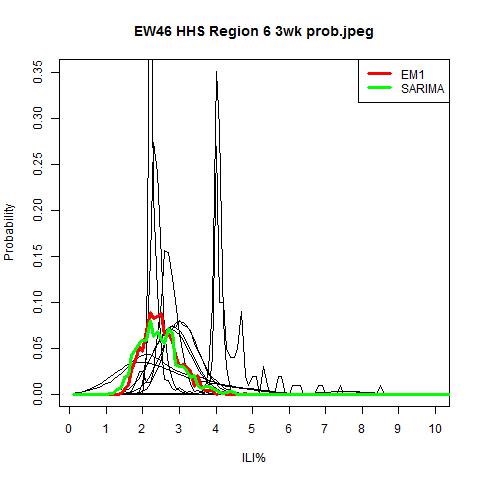 EW46 HHS Region 6 3wk prob.jpeg
EM1
SARIMA
Probability
0.35
0.30
0.25
0.20
0.15
0.10
0.05
0.00
0 1 2 3 4 5 6 7 8 9 10
ILI%